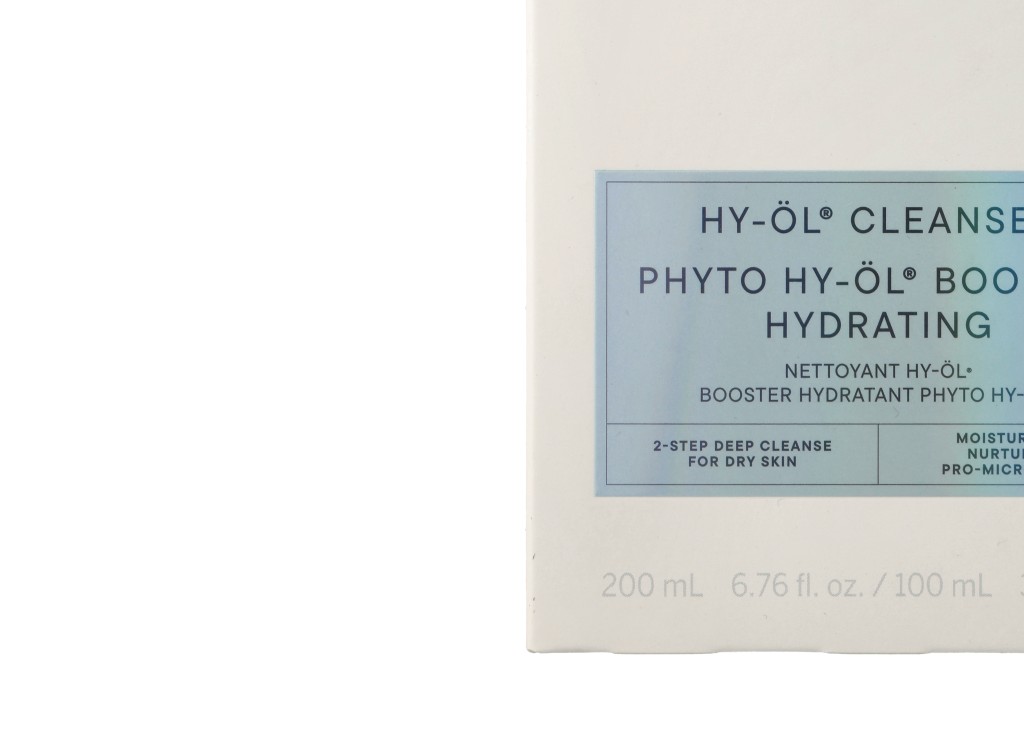 HY-ÖL® CLEANSE
PHYTO HY-ÖL® BOO
HYDRATING
NETTOYANT HY-ÖL®
BOOSTER HYDRATANT PHYTO HY-
2-STEP DEEP CLEANSE
FOR DRY SKIN
MOISTUR
NURTU
PRO-MICR
200 mL 6.76 fl. oz. / 100 mL